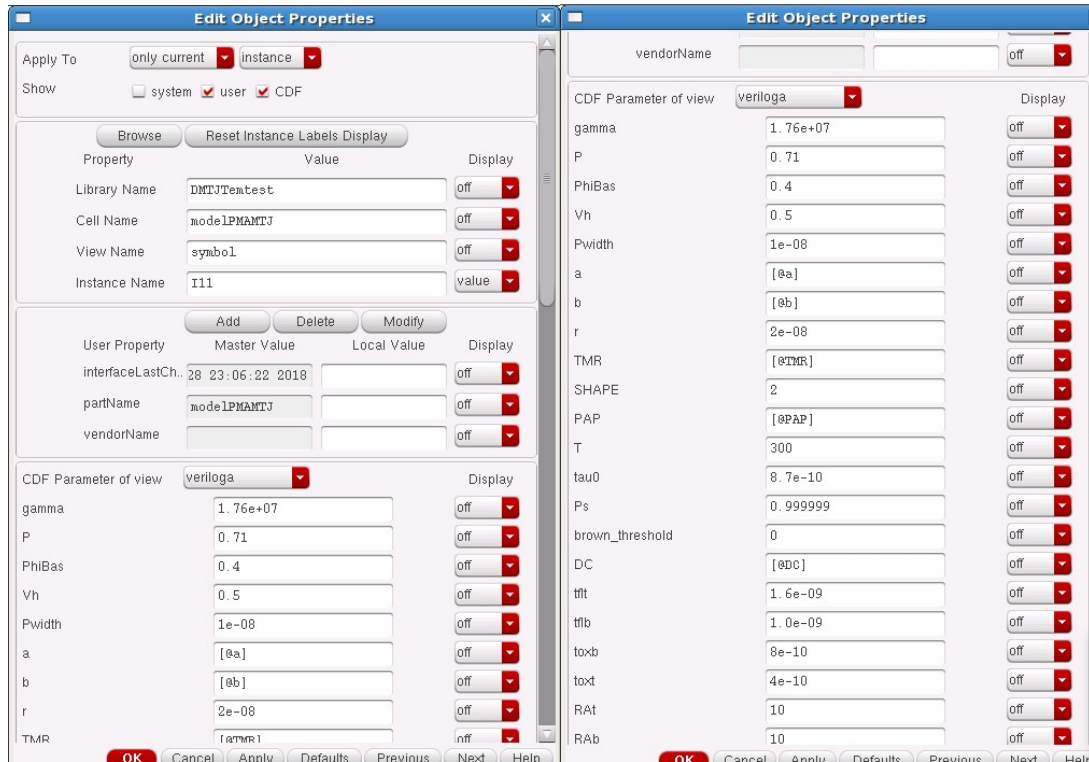 Edit Object Properties
Apply To only current instance
Show system user CDF
Browse Reset Instance Labels Display
Property Value Display
Library Name DMTJTemtest off
Cell Name modelPMAMTJ off
View Name symbol off
Instance Name I11 value
Add Delete Modify
User Property Master Value Local Value Display
interfaceLastCh.. 28 23:06:22 2018 off
partName modelPMAMTJ off
vendorName off
CDF Parameter of view veriloga Display
gamma 1.76e+07 off
P 0.71 off
PhiBas 0.4 off
Vh 0.5 off
Pwidth 1e-08 off
a [@a] off
b [@b] off
r 2e-08 off
TMR [@TMR] off
OK Cancel Apply Defaults Previous Next Help
Edit Object Properties
vendorName off
CDF Parameter of view veriloga Display
gamma 1.76e+07 off
P 0.71 off
PhiBas 0.4 off
Vh 0.5 off
Pwidth 1e-08 off
a [@a] off
b [@b] off
r 2e-08 off
TMR [@TMR] off
SHAPE 2 off
PAP [@PAP] off
T 300 off
tau0 8.7e-10 off
Ps 0.999999 off
brown_threshold 0 off
DC [@DC] off
tflt 1.6e-09 off
tflb 1.0e-09 off
toxb 8e-10 off
toxt 4e-10 off
RAt 10 off
RAb 10 off
OK Cancel Apply Defaults Previous Next Help